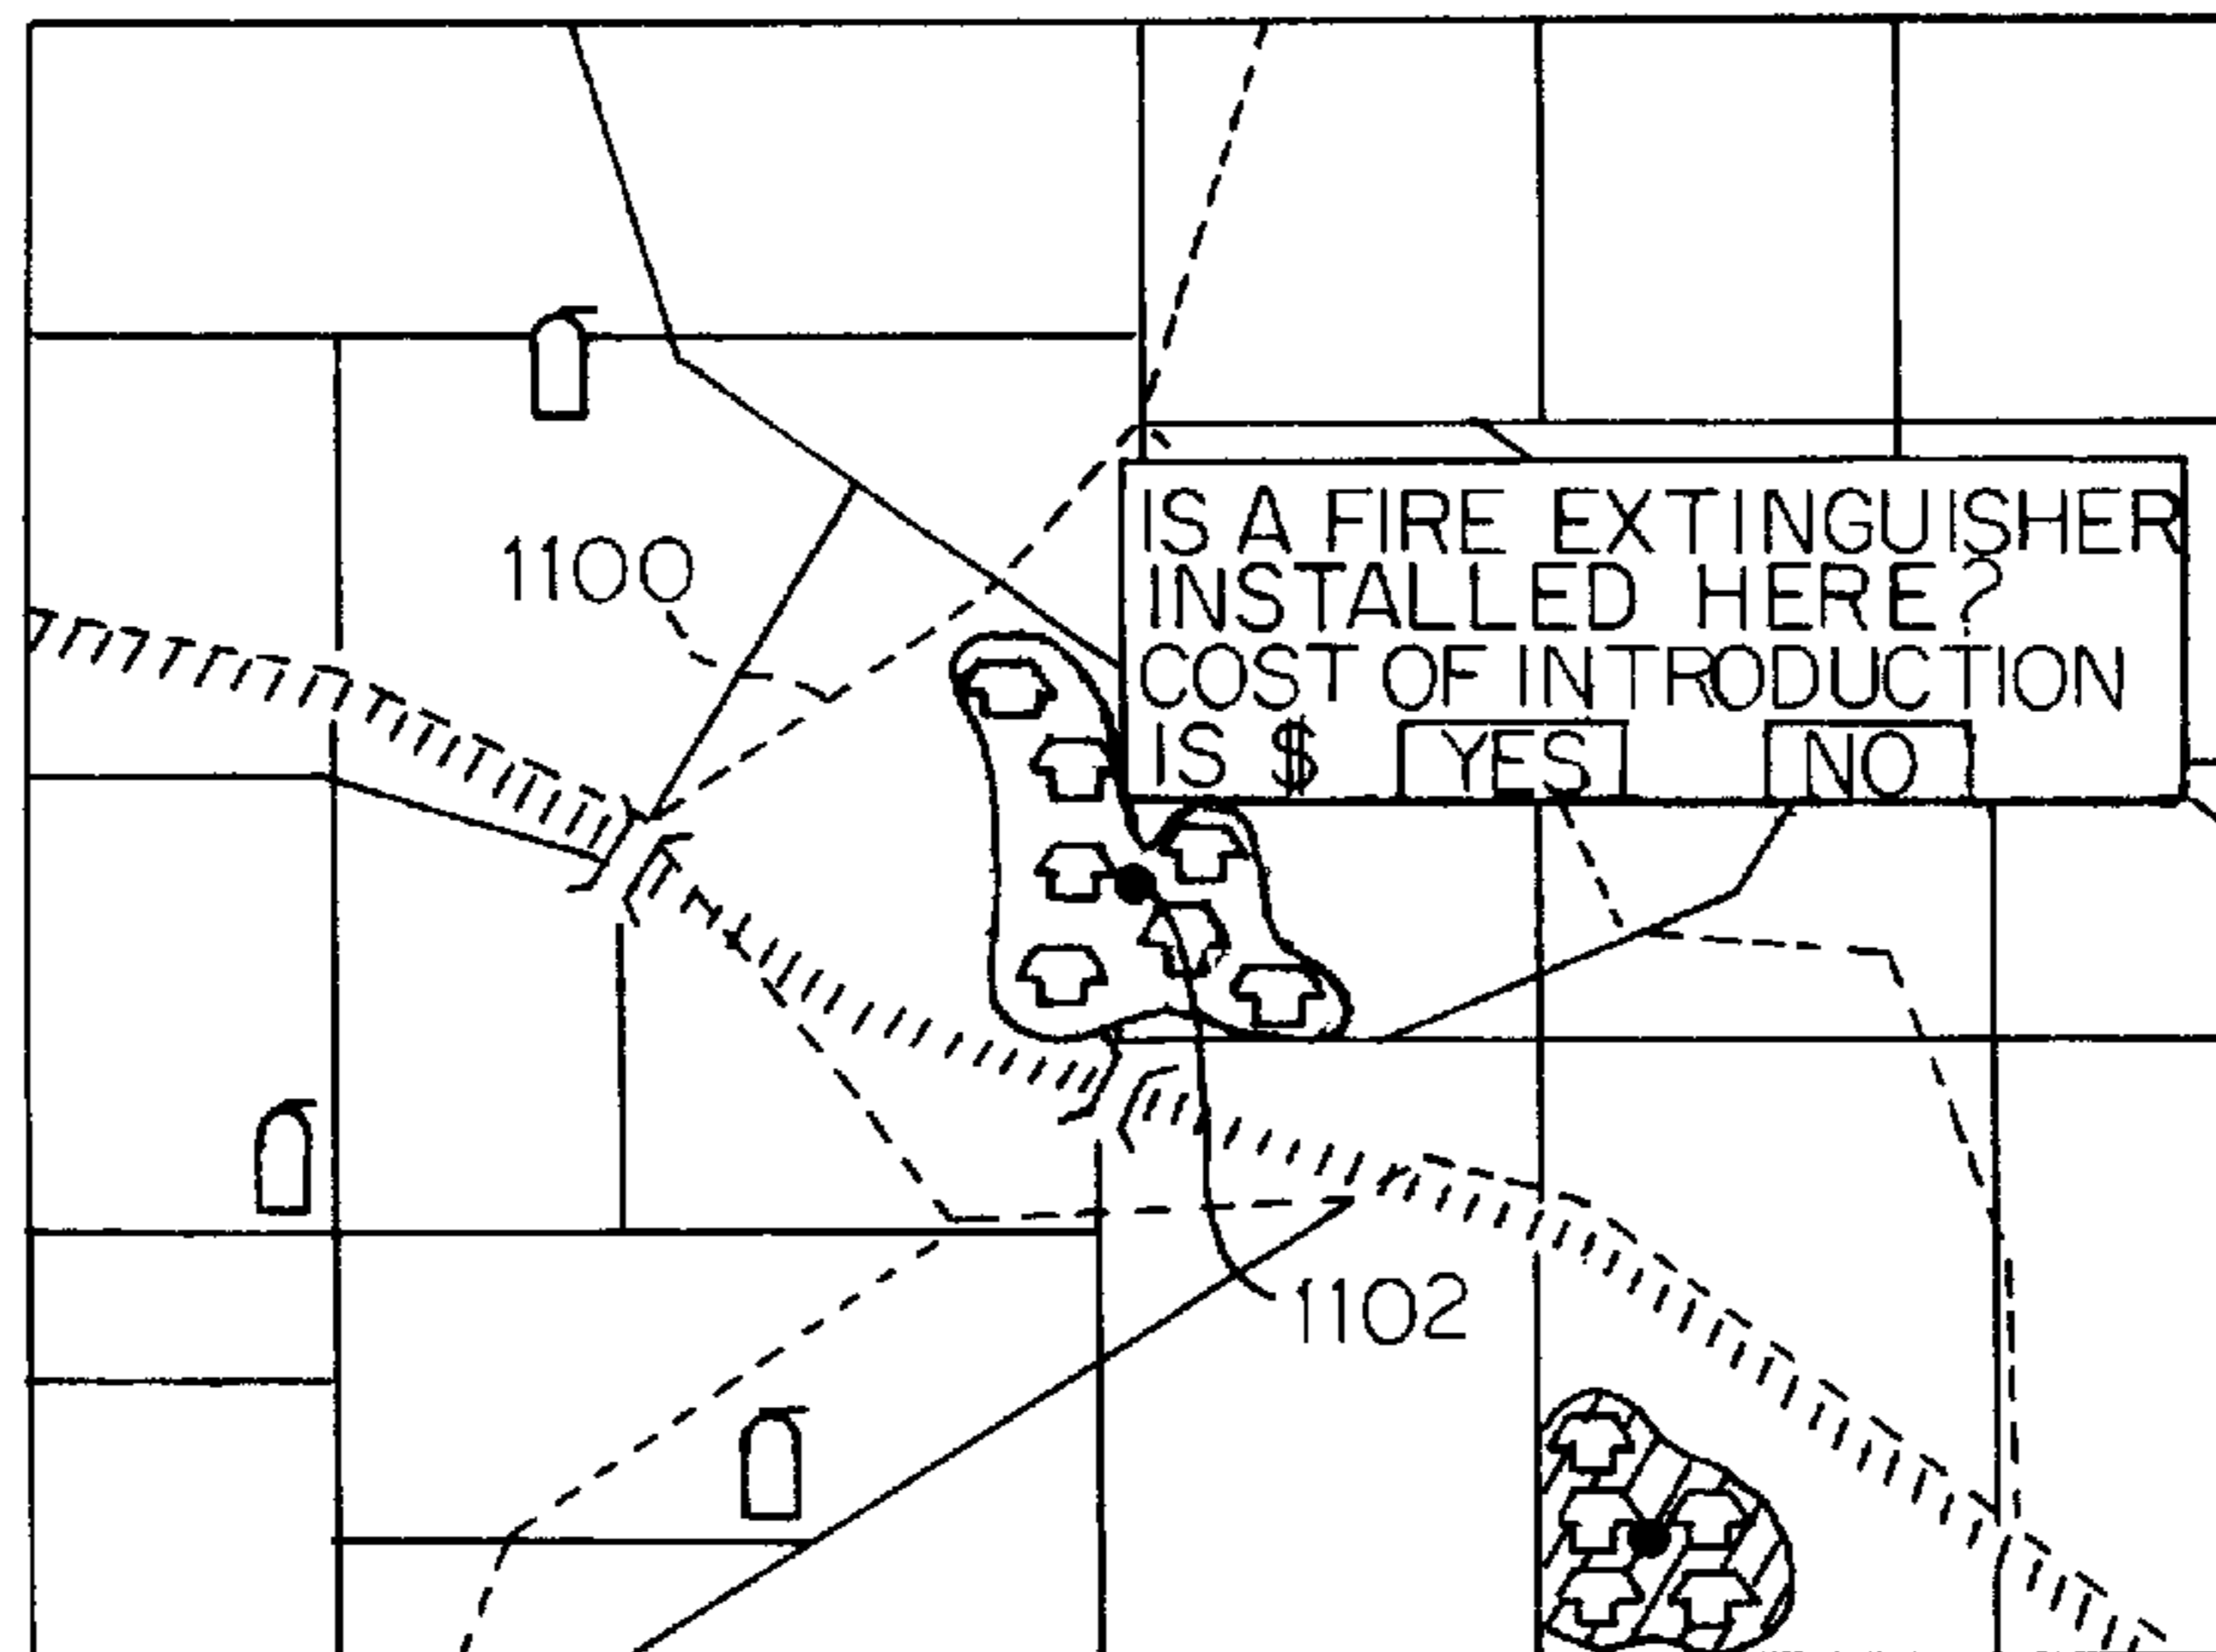 IS A FIRE EXTINGUISHER
INSTALLED HERE?
COST OF INTRODUCTION
IS $ YES NO
1100
1102